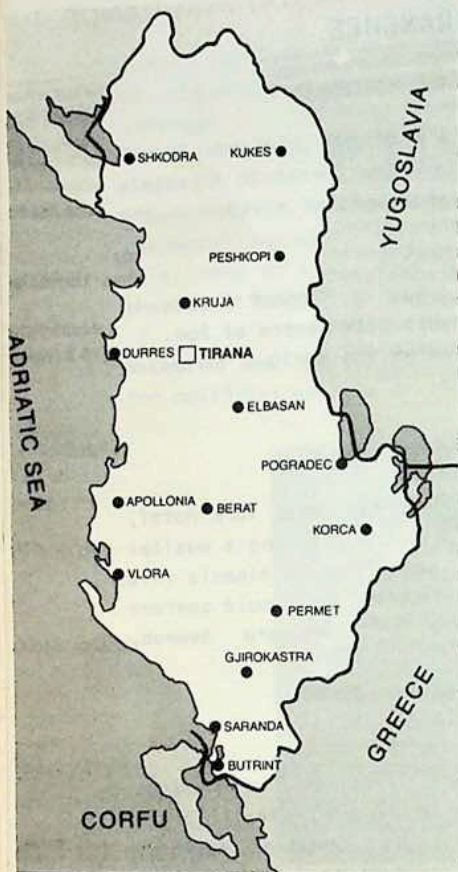 SHKODRA
KUKES
YUGOSLAVIA
PESHKOPI
KRUJA
DURRES
TIRANA
ADRIATIC SEA
ELBASAN
POGRADEC
APOLLONIA
BERAT
KORCA
VLORA
PERMET
GJIROKASTRA
GREECE
SARANDA
BUTRINT
CORFU